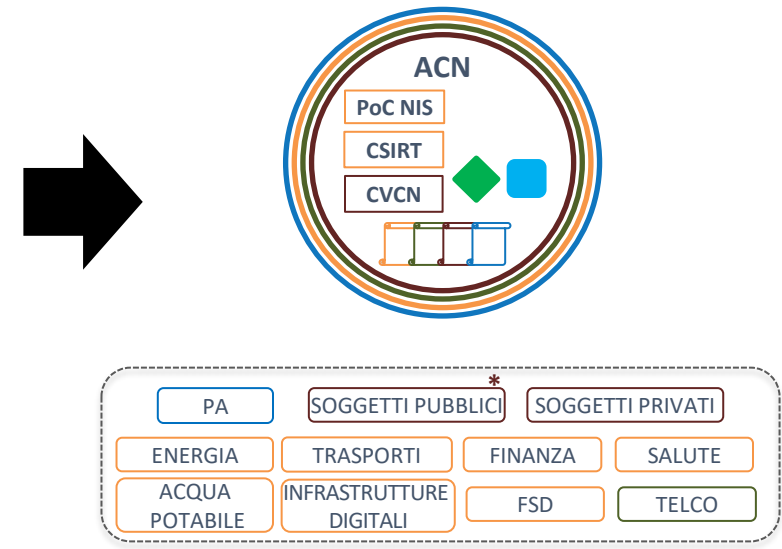 ACN
PoC NIS
CSIRT
CVCN
*
PA
SOGGETTI PUBBLICI
SOGGETTI PRIVATI
ENERGIA
TRASPORTI
FINANZA
SALUTE
ACQUA
POTABILE
INFRASTRUTTURE
DIGITALI
FSD
TELCO